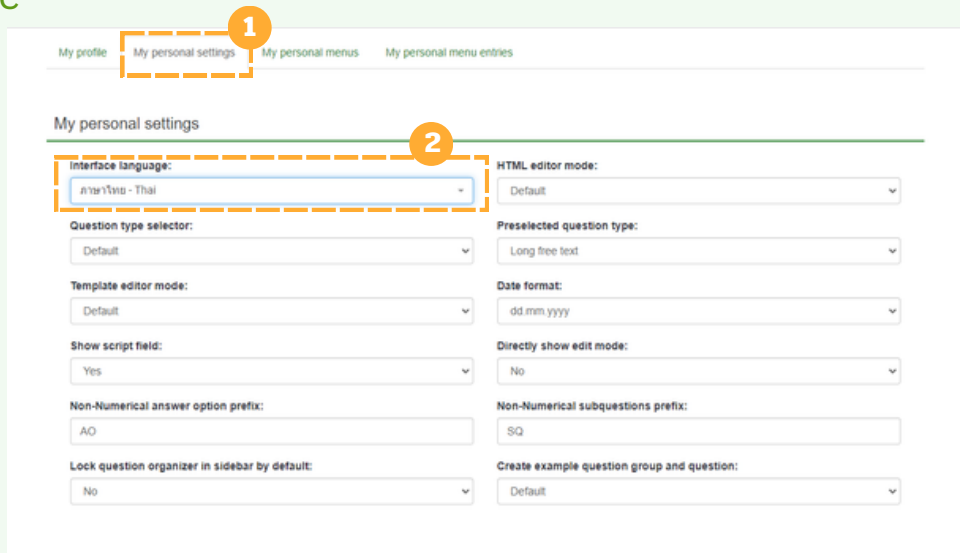 1
My profile My personal settings My personal menus My personal menu entries
My personal settings
2
Interface language: HTML editor mode:
ภาษาไทย - Thai Default
Question type selector: Preselected question type:
Default Long free text
Template editor mode: Date format:
Default dd.mm.yyyy
Show script field: Directly show edit mode:
Yes No
Non-Numerical answer option prefix: Non-Numerical subquestions prefix:
AO SQ
Lock question organizer in sidebar by default: Create example question group and question:
No Default